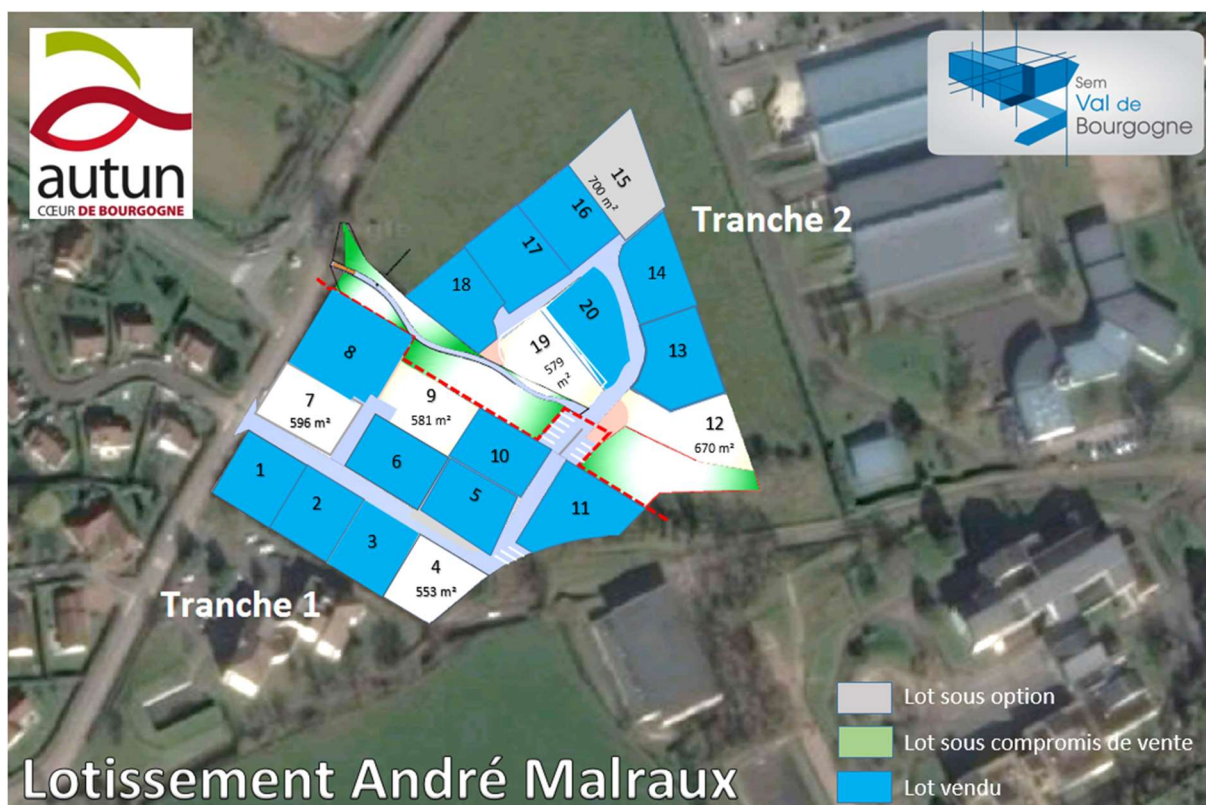 autun
CŒUR DE BOURGOGNE
Sem
Val de
Bourgogne
15
700 m²
Tranche 2
16
17
14
18
20
19
579
m²
13
8
7
596 m²
9
581 m²
12
670 m²
10
6
5
1
2
11
3
4
553 m²
Tranche 1
Lot sous option
Lot sous compromis de vente
Lot vendu
Lotissement André Malraux